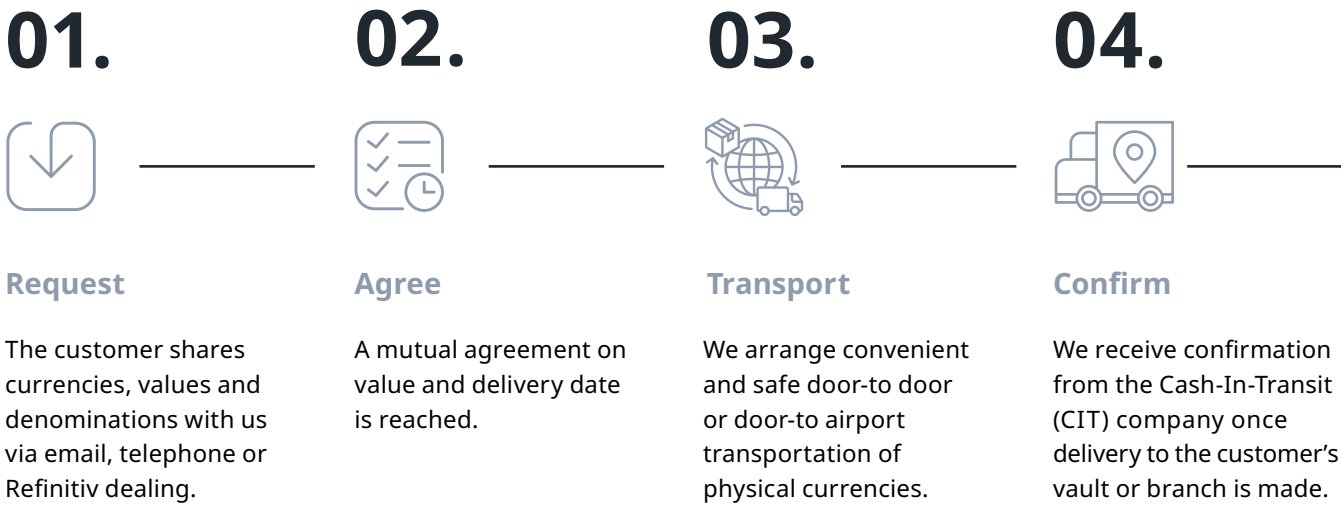 01.
Request
The customer shares
currencies, values and
denominations with us
via email, telephone or
Refinitiv dealing.
02.
Agree
A mutual agreement on
value and delivery date
is reached.
03.
Transport
We arrange convenient
and safe door-to door
or door-to airport
transportation of
physical currencies.
04.
Confirm
We receive confirmation
from the Cash-In-Transit
(CIT) company once
delivery to the customer’s
vault or branch is made.